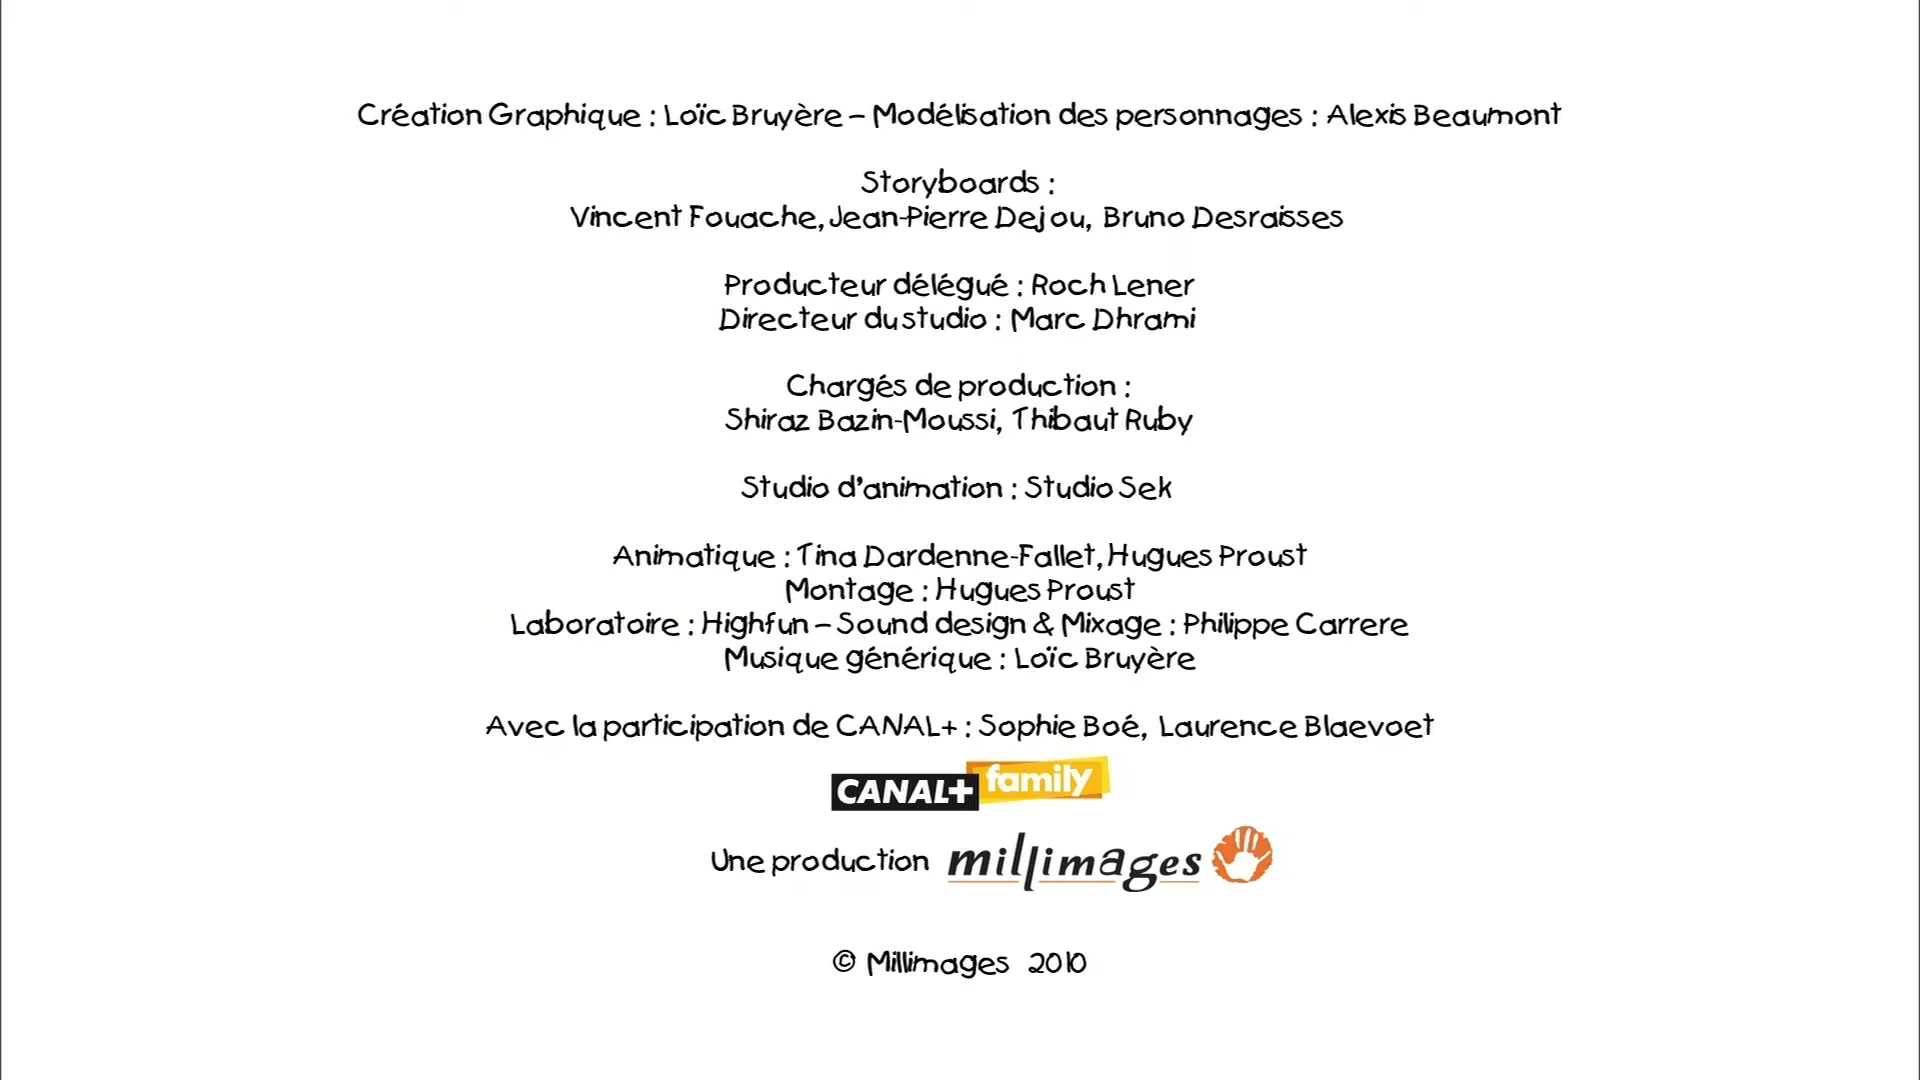 Création Graphique : Loïc Bruyère – Modélisation des personnages : Alexis Beaumont
Storyboards :
Vincent Fouache, Jean-Pierre Dejou, Bruno Desraisses
Producteur délégué : Roch Lener
Directeur du studio : Marc Dhrami
Chargés de production :
Shiraz Bazin-Moussi, Thibaut Ruby
Studio d'animation : Studio Sek
Animatique : Tina Dardenne-Fallet, Hugues Proust
Montage : Hugues Proust
Laboratoire : Highfun – Sound design & Mixage : Philippe Carrere
Musique générique : Loïc Bruyère
Avec la participation de CANAL+ : Sophie Boé, Laurence Blaevoet
CANAL+ family
Une production millimages
© Millimages 2010